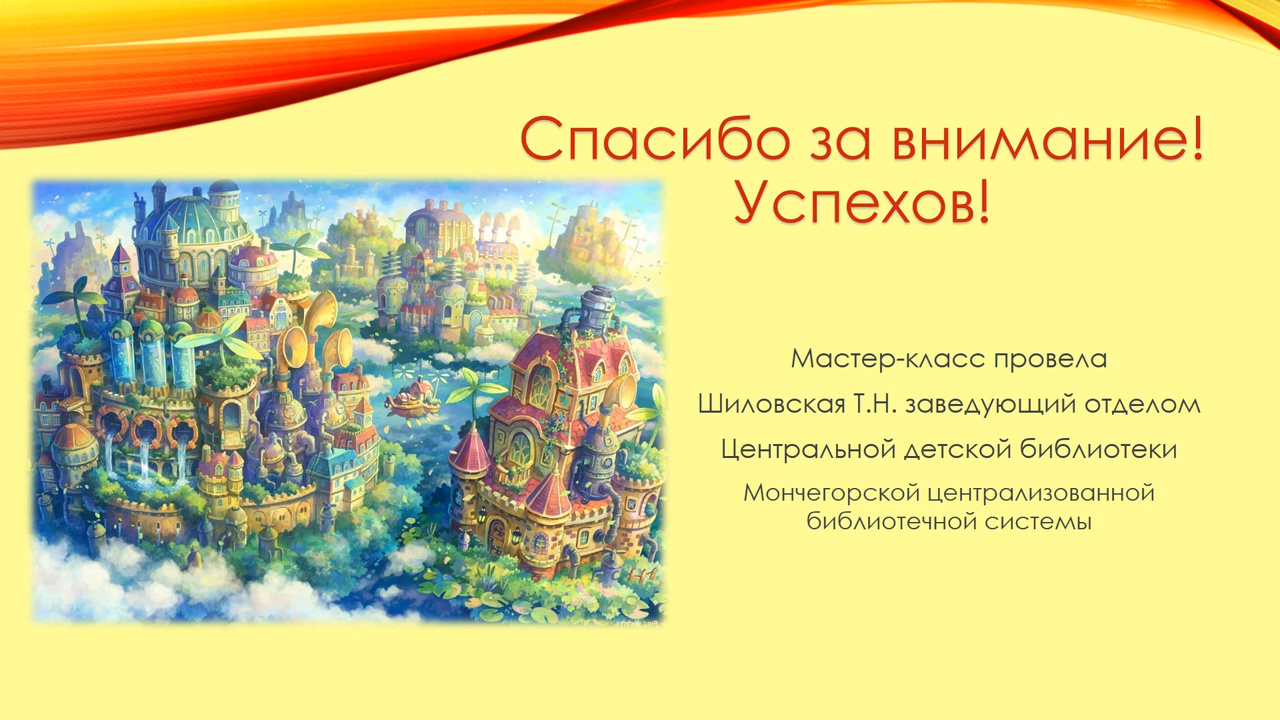 Спасибо за внимание!
Успехов!
Мастер-класс провела
Шиловская Т.Н. заведующий отделом
Центральной детской библиотеки
Мончегорской централизованной
библиотечной системы